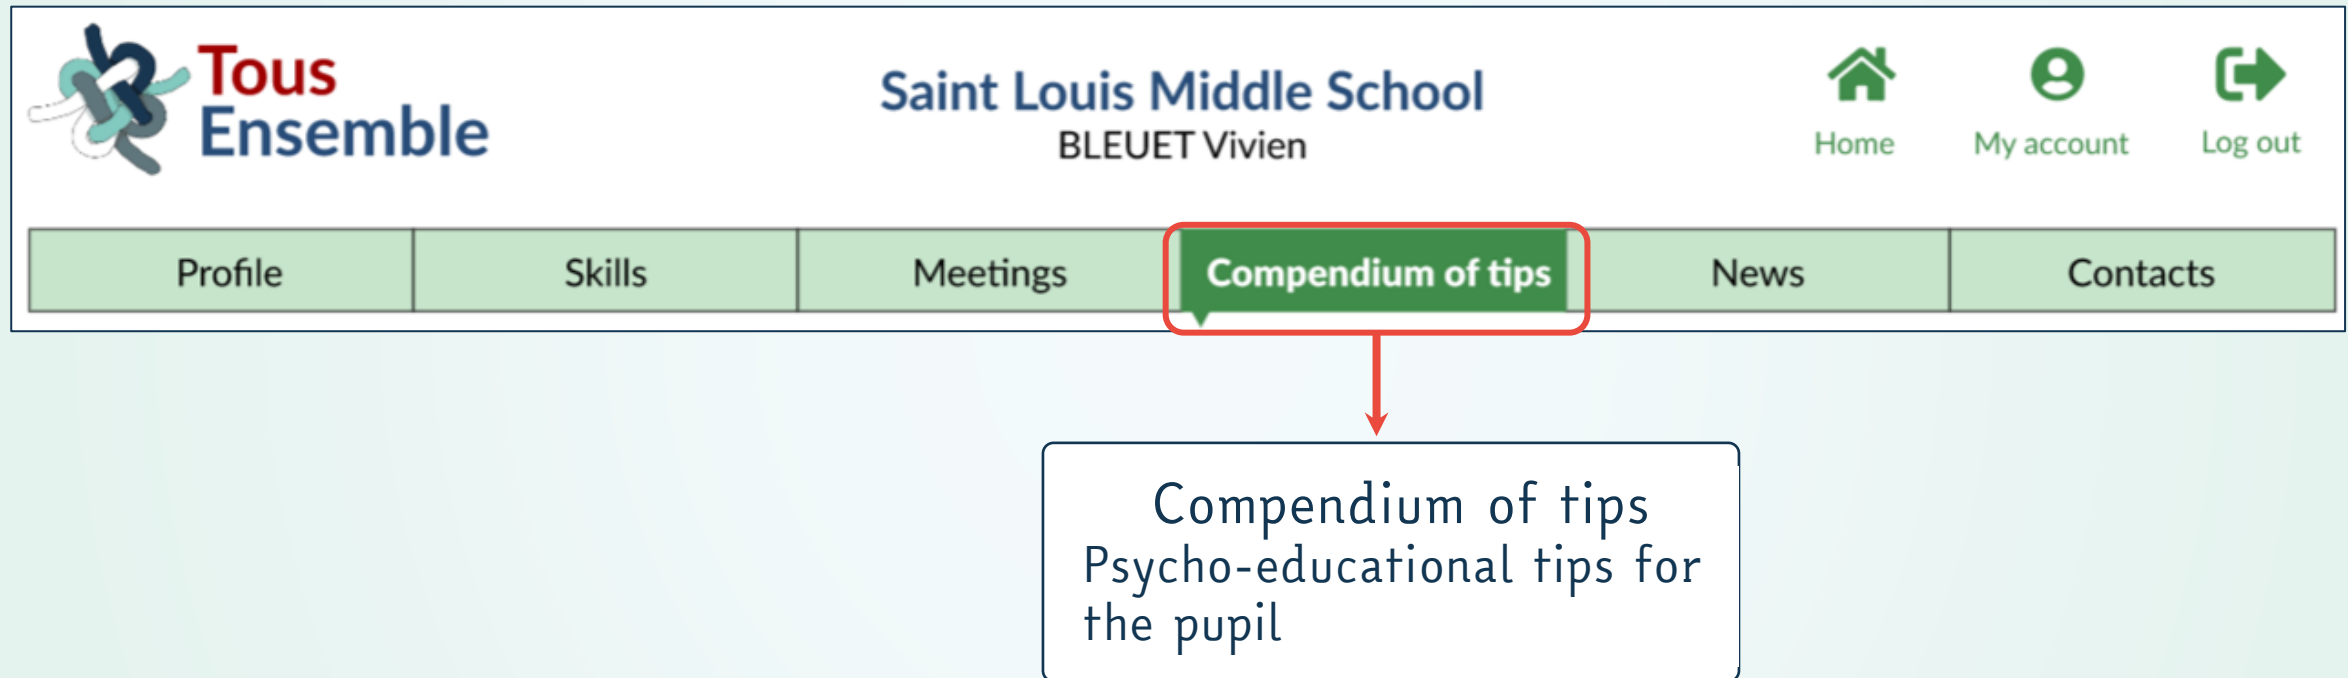 Tous
Ensemble
Saint Louis Middle School
BLEUET Vivien
Home
My account
Log out
Profile
Skills
Meetings
Compendium of tips
News
Contacts
Compendium of tips
Psycho-educational tips for
the pupil